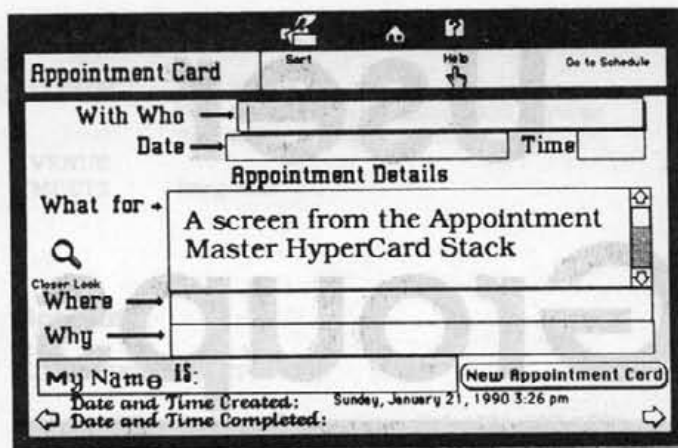 Appointment Card
Sort
Help
Go to Schedule
With Who
Date
Time
Appointment Details
What for
A screen from the Appointment
Master HyperCard Stack
Closer Look
Where
Why
My Name IS:
New Appointment Card
Date and Time Created: Sunday, January 21, 1990 3:26 pm
Date and Time Completed: